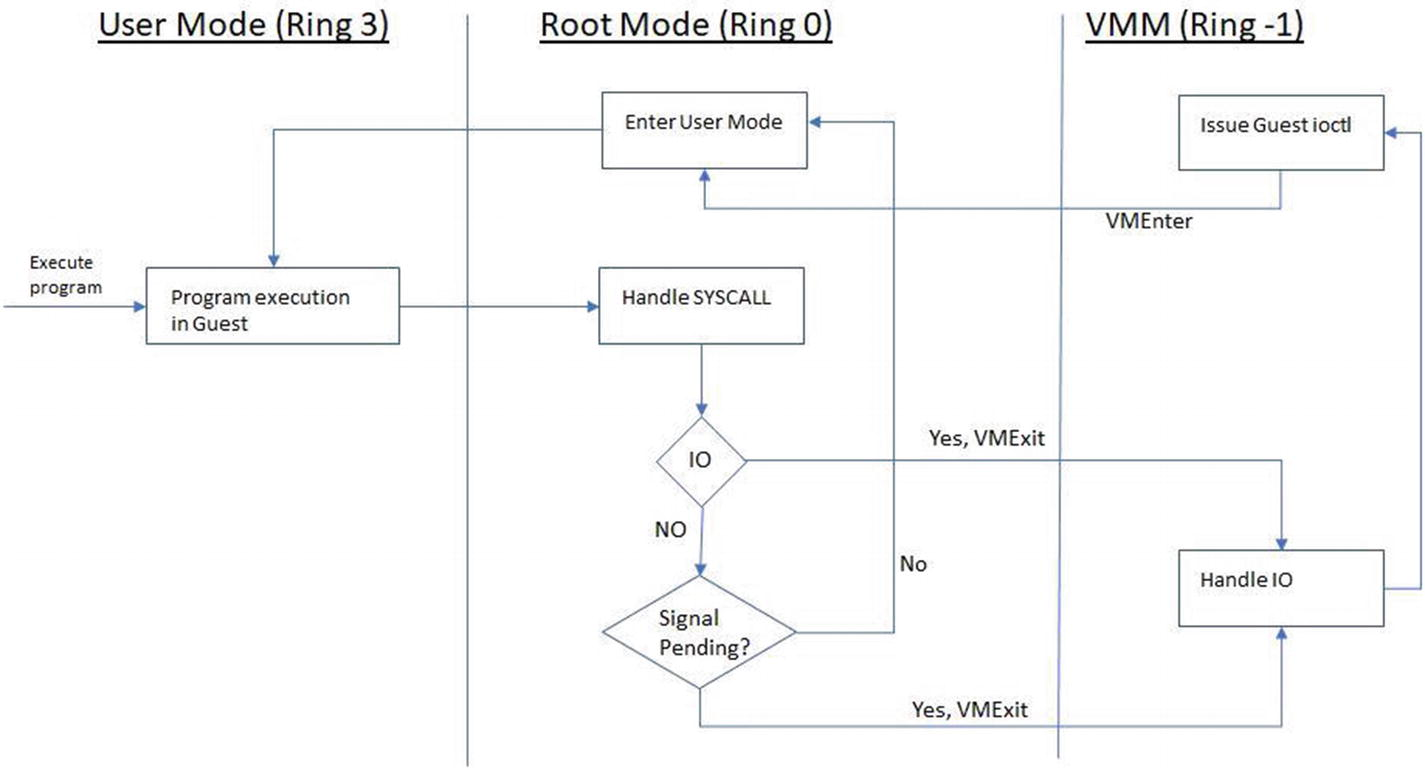 User Mode (Ring 3)
Root Mode (Ring 0)
VMM (Ring -1)
Enter User Mode
Issue Guest ioctl
VMEnter
Execute
program
Program execution
in Guest
Handle SYSCALL
Yes, VMExit
IO
NO
No
Handle IO
Signal
Pending?
Yes, VMExit